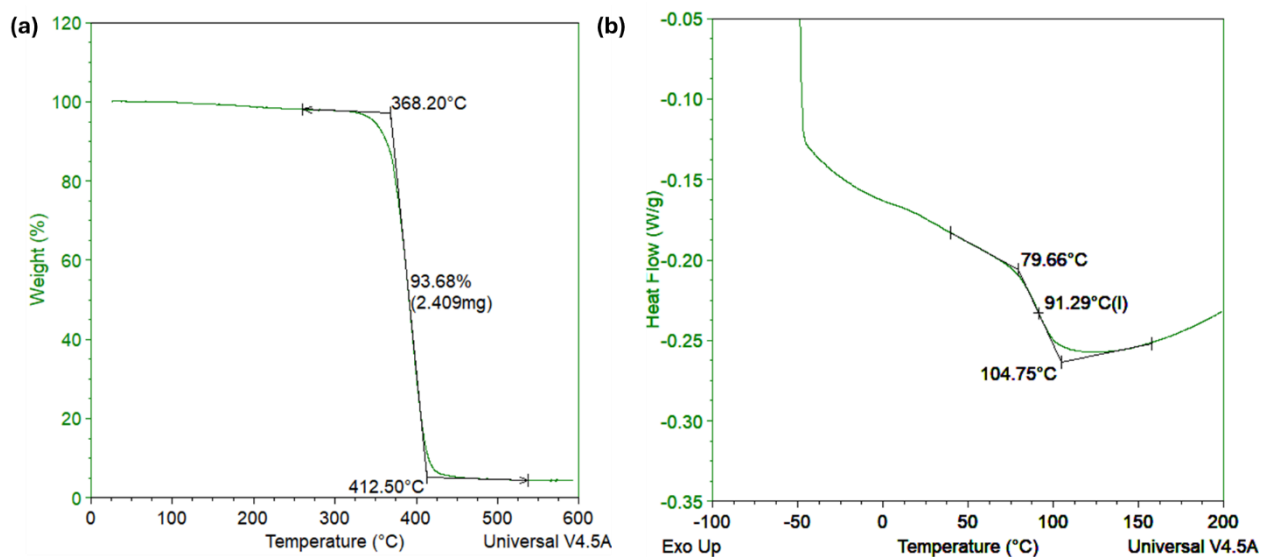 (a)
120
100
80
60
40
20
0
Weight (%)
368.20°C
93.68%
(2.409mg)
412.50°C
0 100 200 300 400 500 600
Temperature (°C)
Universal V4.5A
(b)
-0.05
-0.10
-0.15
-0.20
-0.25
-0.30
-0.35
Heat Flow (W/g)
79.66°C
91.29°C(I)
104.75°C
-100 -50 0 50 100 150 200
Exo Up
Temperature (°C)
Universal V4.5A